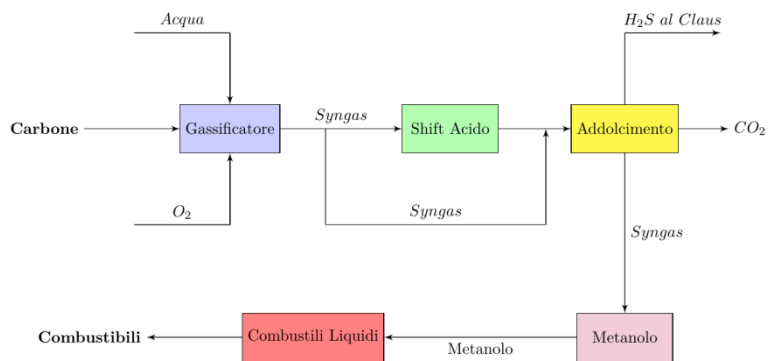 Acqua
H₂S al Claus
Carbone
Gassificatore
Syngas
Shift Acido
Addolcimento
CO₂
O₂
Syngas
Syngas
Combustibili
Combustili Liquidi
Metanolo
Metanolo